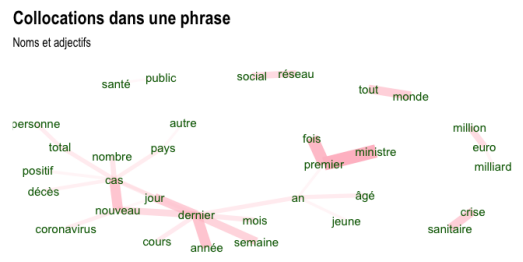 Collocations dans une phrase
Noms et adjectifs
santé
public
social
réseau
tout
monde
personne
autre
million
total
nombre
pays
fois
ministre
euro
positif
cas
premier
milliard
décès
jour
an
âgé
nouveau
dernier
mois
jeune
crise
coronavirus
cours
année
semaine
sanitaire